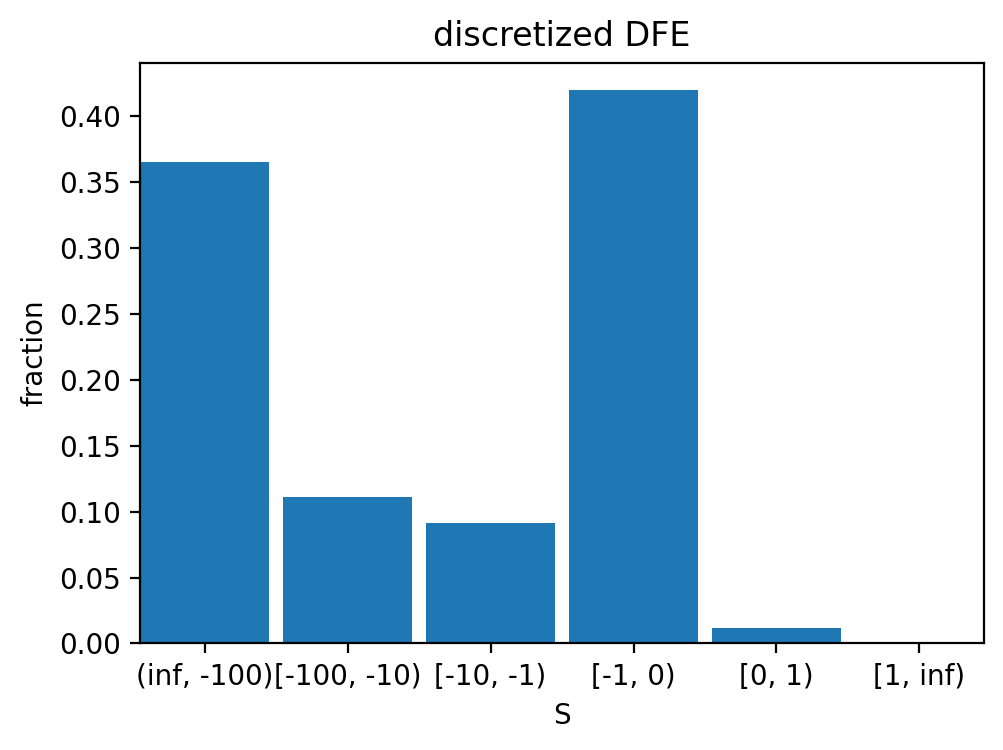 discretized DFE
fraction
0.40
0.35
0.30
0.25
0.20
0.15
0.10
0.05
0.00
(inf, -100) [-100, -10) [-10, -1) [-1, 0) [0, 1) [1, inf)
S